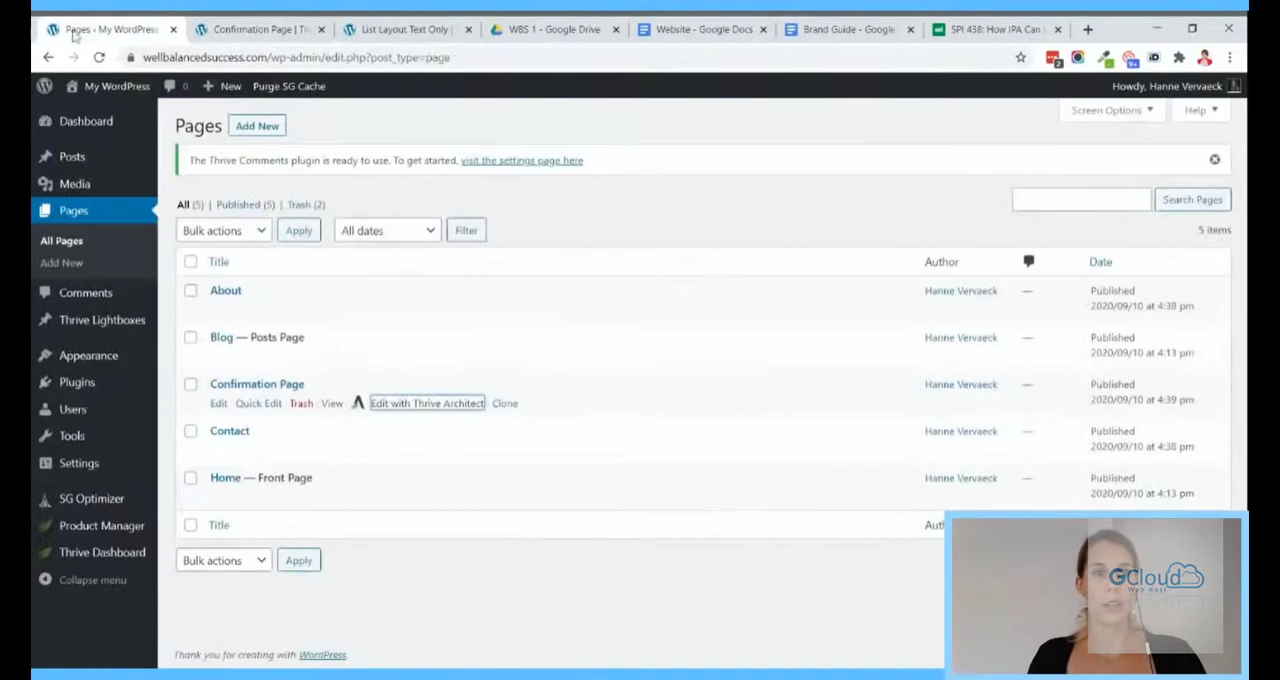 Pages ‹ My WordPress
Confirmation Page | Th
List Layout Text Only |
WBS 1 - Google Drive
Website - Google Docs
Brand Guide - Google
SPI 438: How IPA Can I
wellbalancedsuccess.com/wp-admin/edit.php?post_type=page
My WordPress 0 New Purge SG Cache
Howdy, Hanne Vervaeck
Dashboard
Posts
Media
Pages
All Pages
Add New
Comments
Thrive Lightboxes
Appearance
Plugins
Users
Tools
Settings
SG Optimizer
Product Manager
Thrive Dashboard
Collapse menu
Screen Options Help
Pages Add New
The Thrive Comments plugin is ready to use. To get started, visit the settings page here
All (5) | Published (5) | Trash (2)
Search Pages
Bulk actions Apply All dates Filter
5 items
Title Author Date
About Hanne Vervaeck — Published
2020/09/10 at 4:38 pm
Blog — Posts Page Hanne Vervaeck — Published
2020/09/10 at 4:13 pm
Confirmation Page Hanne Vervaeck — Published
Edit Quick Edit Trash View Edit with Thrive Architect Clone
2020/09/10 at 4:39 pm
Contact Hanne Vervaeck — Published
2020/09/10 at 4:38 pm
Home — Front Page Hanne Vervaeck — Published
2020/09/10 at 4:13 pm
Title Auth
Bulk actions Apply
Thank you for creating with WordPress.
GCloud
Web Host